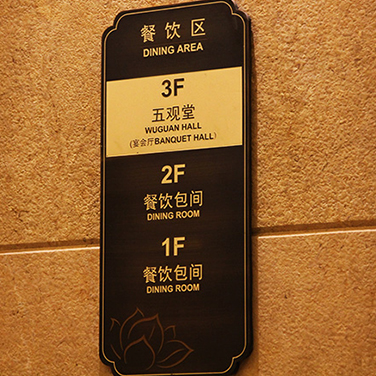 餐饮区
DINING AREA
3F
五观堂
WUGUAN HALL
(宴会厅BANQUET HALL)
2F
餐饮包间
DINING ROOM
1F
餐饮包间
DINING ROOM